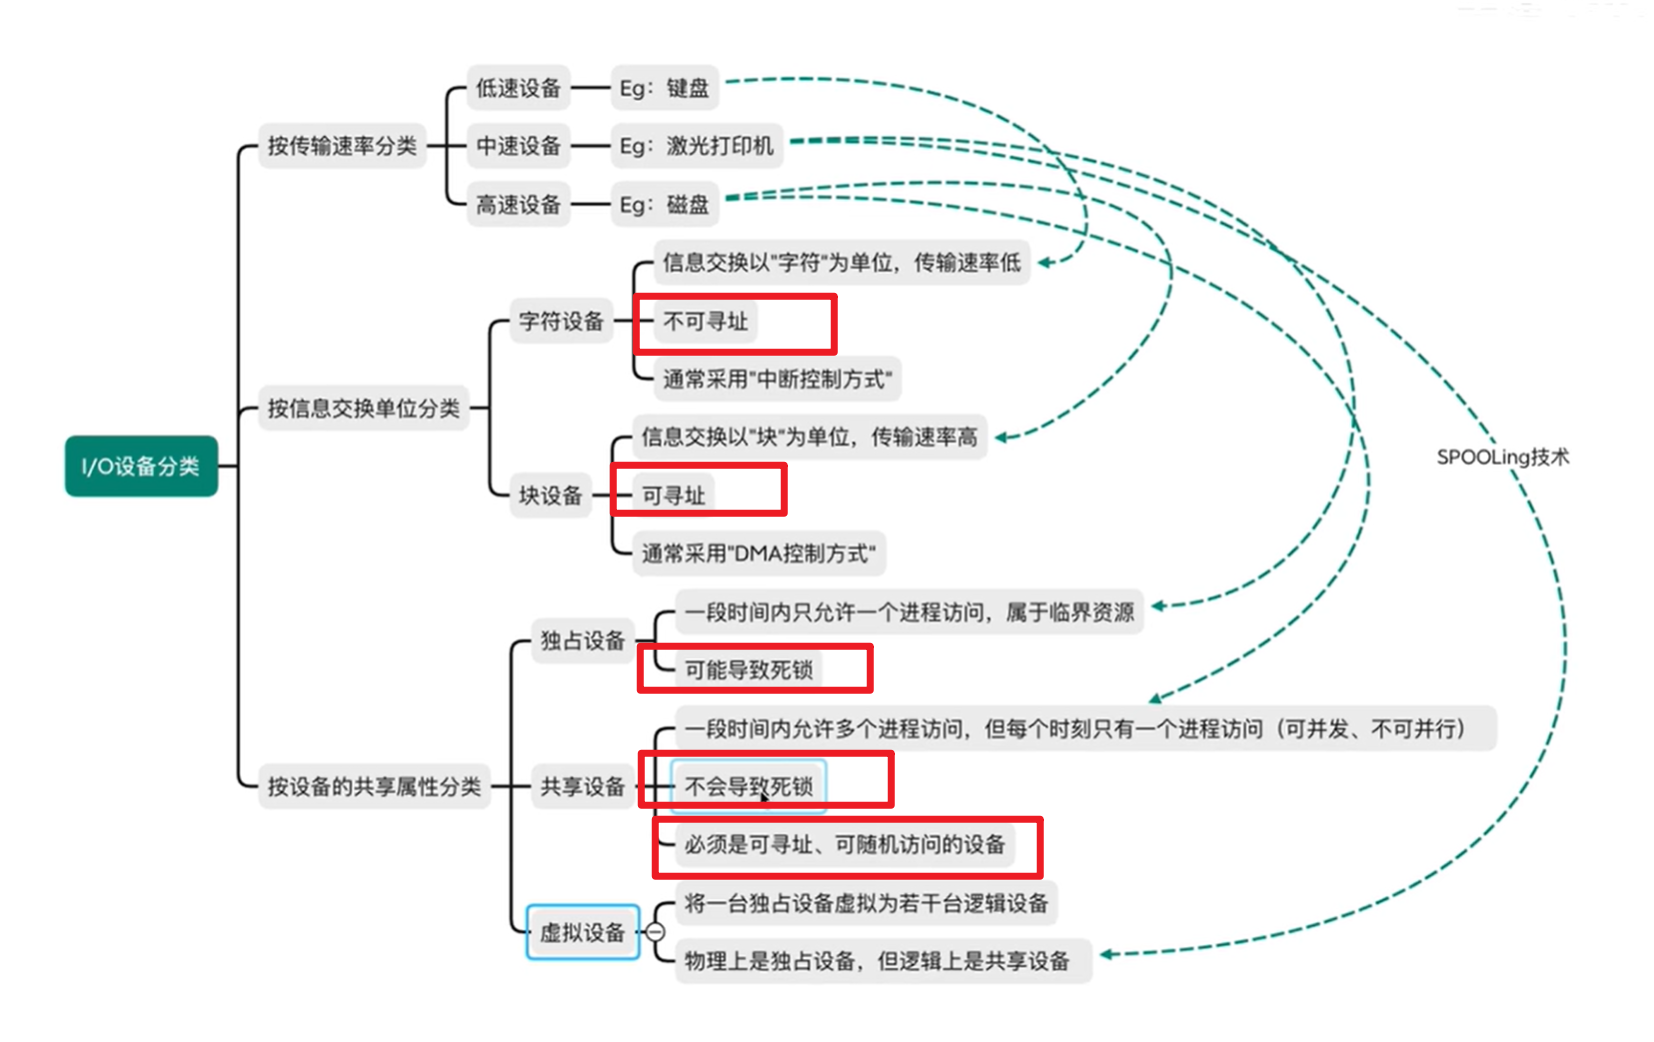 低速设备
Eg：键盘
按传输速率分类
中速设备
Eg：激光打印机
高速设备
Eg：磁盘
信息交换以"字符"为单位，传输速率低
字符设备
不可寻址
通常采用"中断控制方式"
按信息交换单位分类
信息交换以"块"为单位，传输速率高
I/O设备分类
SPOOLing技术
块设备
可寻址
通常采用"DMA控制方式"
一段时间内只允许一个进程访问，属于临界资源
独占设备
可能导致死锁
一段时间内允许多个进程访问，但每个时刻只有一个进程访问（可并发、不可并行）
按设备的共享属性分类
共享设备
不会导致死锁
必须是可寻址、可随机访问的设备
将一台独占设备虚拟为若干台逻辑设备
虚拟设备
物理上是独占设备，但逻辑上是共享设备